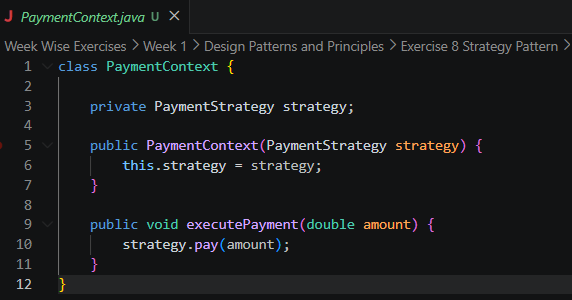 J PaymentContext.java U ×
Week Wise Exercises > Week 1 > Design Patterns and Principles > Exercise 8 Strategy Pattern >
1 class PaymentContext {
2
3 private PaymentStrategy strategy;
4
5 public PaymentContext(PaymentStrategy strategy) {
6 this.strategy = strategy;
7 }
8
9 public void executePayment(double amount) {
10 strategy.pay(amount);
11 }
12 }